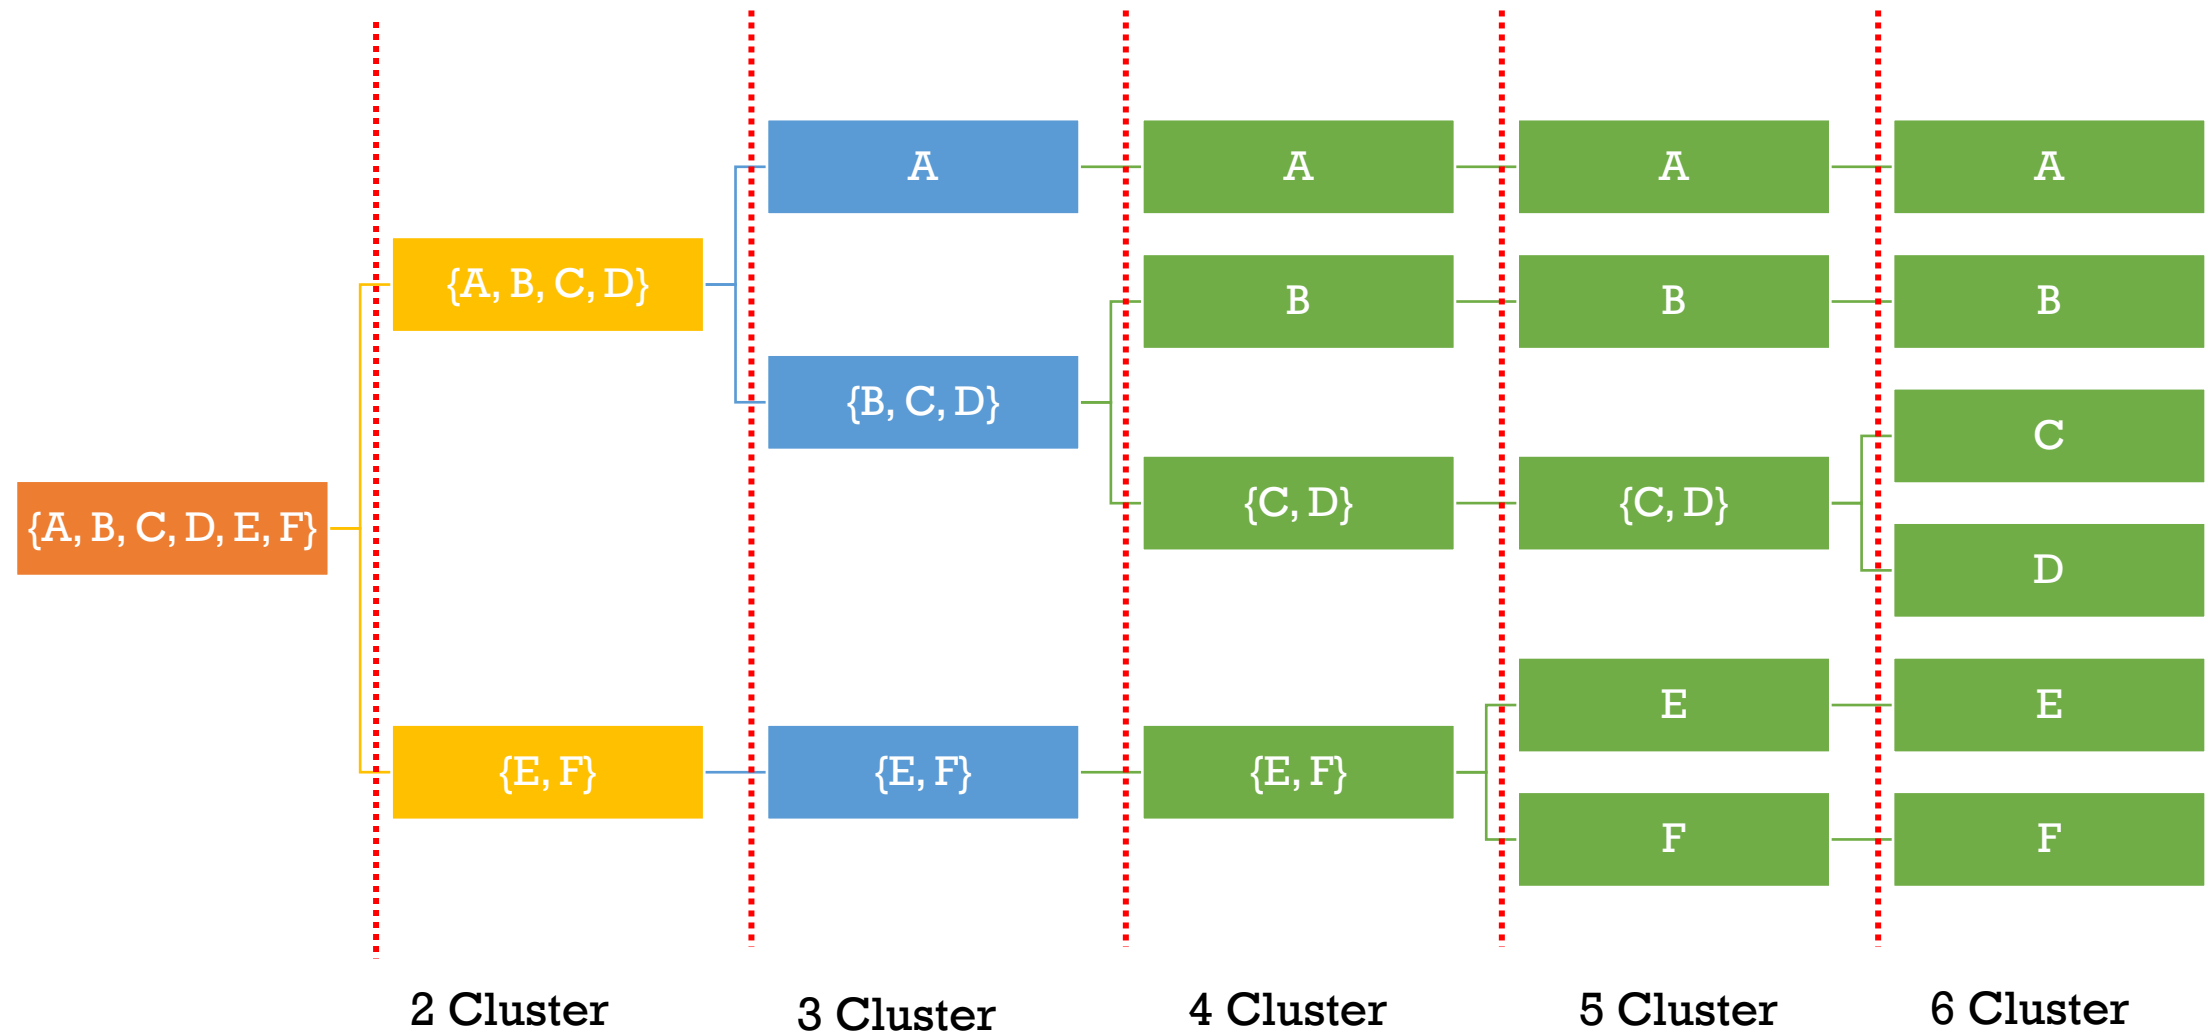 A A A A
{A, B, C, D} B B B
{B, C, D} C
{A, B, C, D, E, F} {C, D} {C, D} D
E E
{E, F} {E, F} {E, F}
F F
2 Cluster 3 Cluster 4 Cluster 5 Cluster 6 Cluster